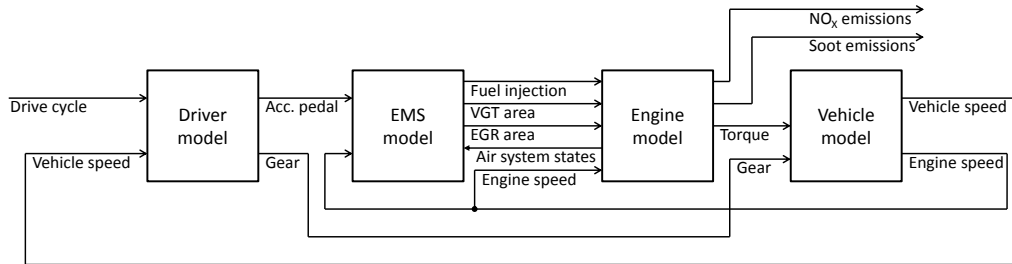 NOX emissions
Soot emissions
Drive cycle
Vehicle speed
Driver
model
Acc. pedal
Gear
EMS
model
Fuel injection
VGT area
EGR area
Air system states
Engine speed
Engine
model
Torque
Gear
Vehicle
model
Vehicle speed
Engine speed